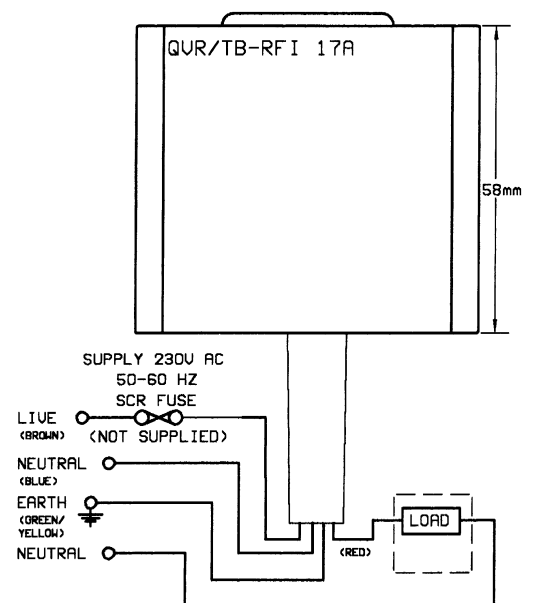 QVR/TB-RFI 17A
58mm
SUPPLY 230V AC
50-60 HZ
SCR FUSE
LIVE
(BROWN)
(NOT SUPPLIED)
NEUTRAL
(BLUE)
EARTH
(GREEN/
YELLOW)
LOAD
NEUTRAL
(RED)